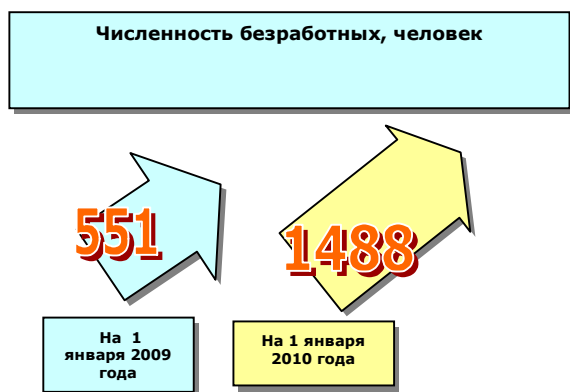 Численность безработных, человек
551
1488
На 1
января 2009
года
На 1 января
2010 года